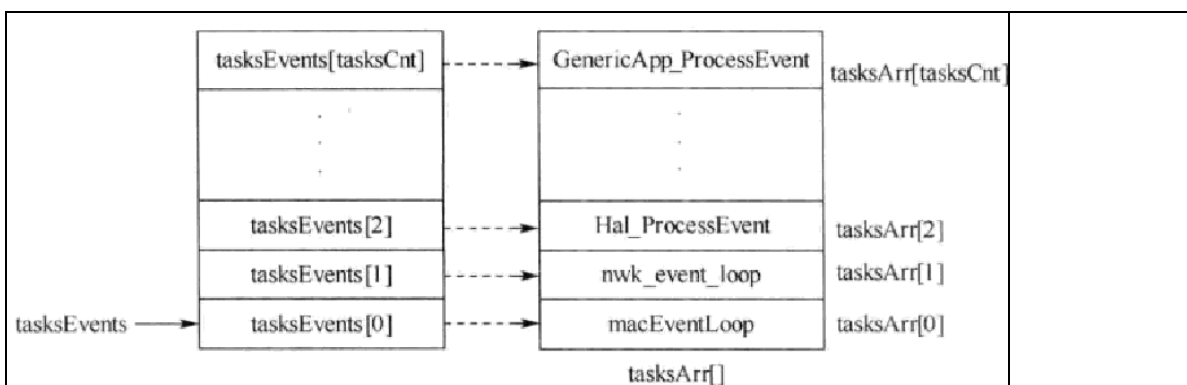 tasksEvents[tasksCnt] GenericApp_ProcessEvent tasksArr[tasksCnt]
tasksEvents[2] Hal_ProcessEvent tasksArr[2]
tasksEvents[1] nwk_event_loop tasksArr[1]
tasksEvents tasksEvents[0] macEventLoop tasksArr[0]
tasksArr[]